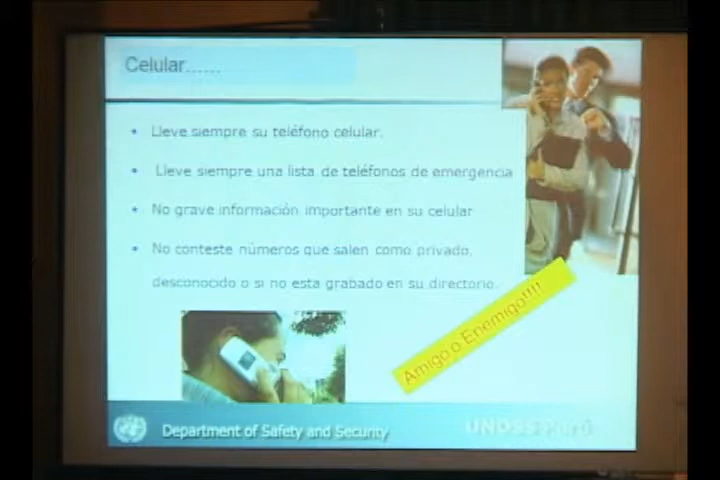 Celular......
• Lleve siempre su teléfono celular.
• Lleve siempre una lista de teléfonos de emergencia
• No grave información importante en su celular
• No conteste números que salen como privado,
desconocido o si no esta grabado en su directorio.
Amigo o Enemigo!!!!
Department of Safety and Security
UNDSS Perú